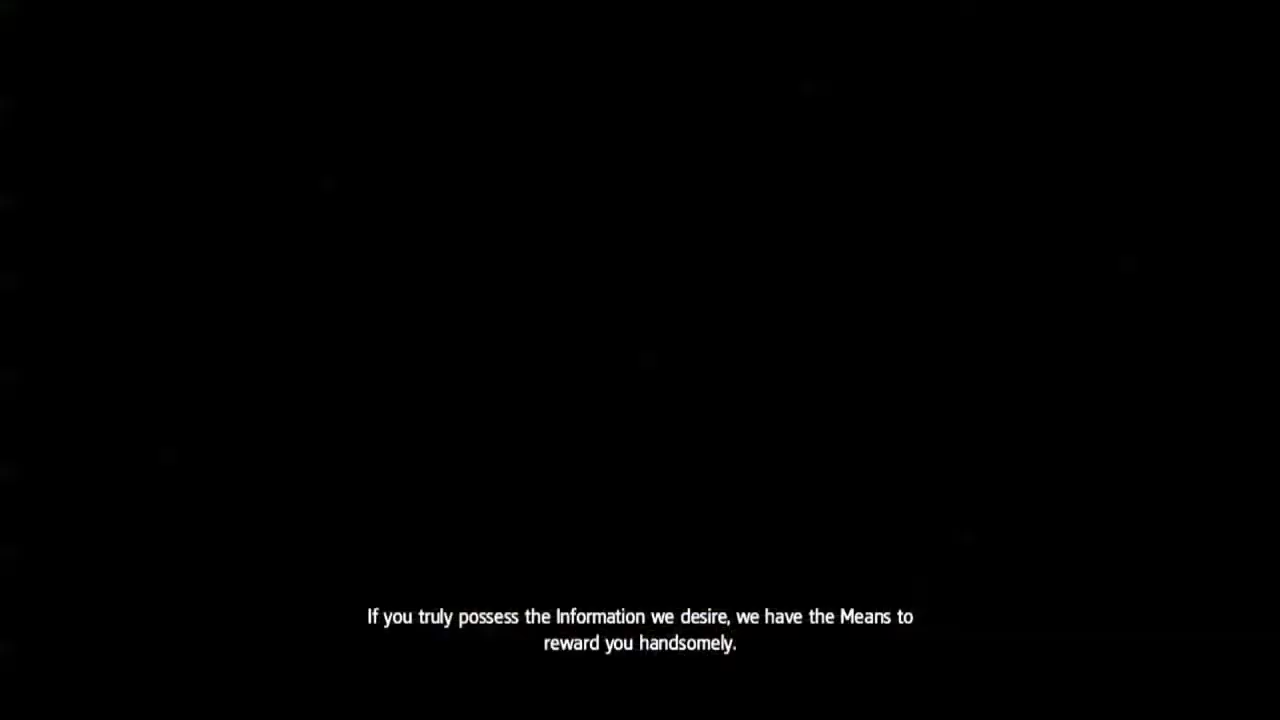 If you truly possess the Information we desire, we have the Means to
reward you handsomely.